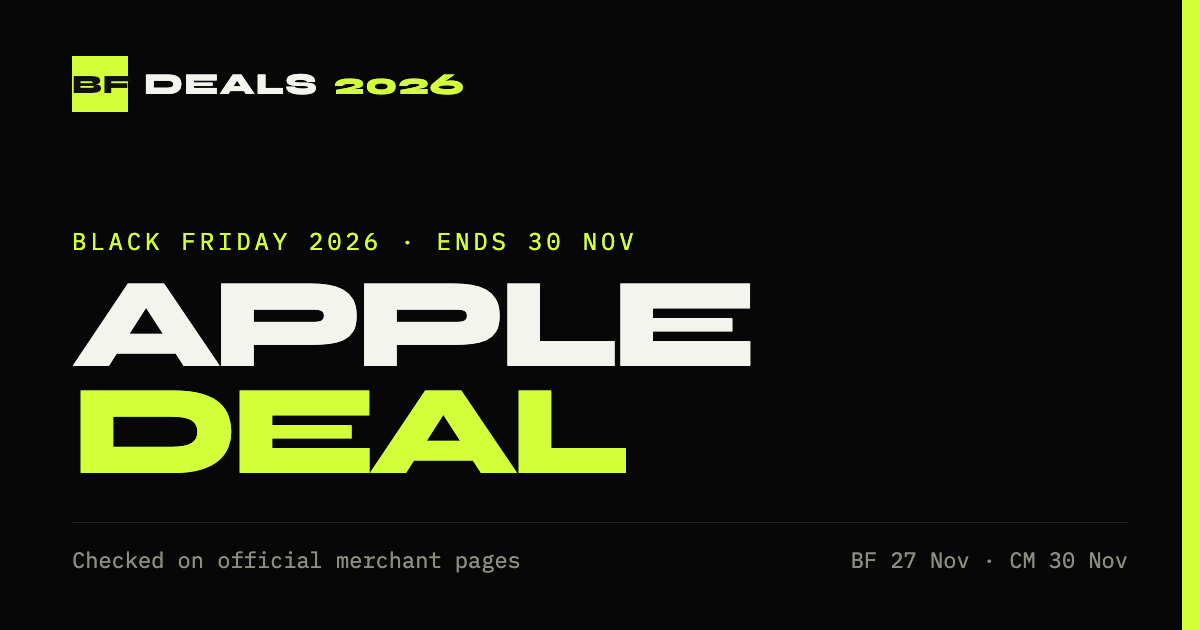 BF DEALS 2026
BLACK FRIDAY 2026 · ENDS 30 NOV
APPLE
DEAL
Checked on official merchant pages
BF 27 Nov · CM 30 Nov